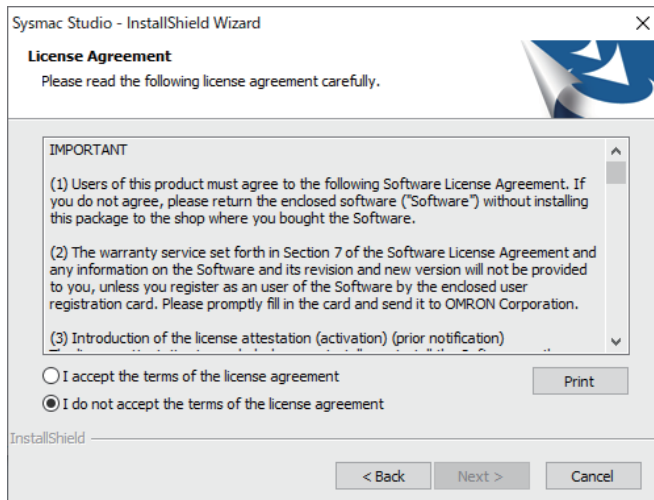 Sysmac Studio - InstallShield Wizard
License Agreement
Please read the following license agreement carefully.
IMPORTANT
(1) Users of this product must agree to the following Software License Agreement. If
you do not agree, please return the enclosed software ("Software") without installing
this package to the shop where you bought the Software.
(2) The warranty service set forth in Section 7 of the Software License Agreement and
any information on the Software and its revision and new version will not be provided
to you, unless you register as an user of the Software by the enclosed user
registration card. Please promptly fill in the card and send it to OMRON Corporation.
(3) Introduction of the license attestation (activation) (prior notification)
I accept the terms of the license agreement
Print
I do not accept the terms of the license agreement
InstallShield
< Back
Next >
Cancel